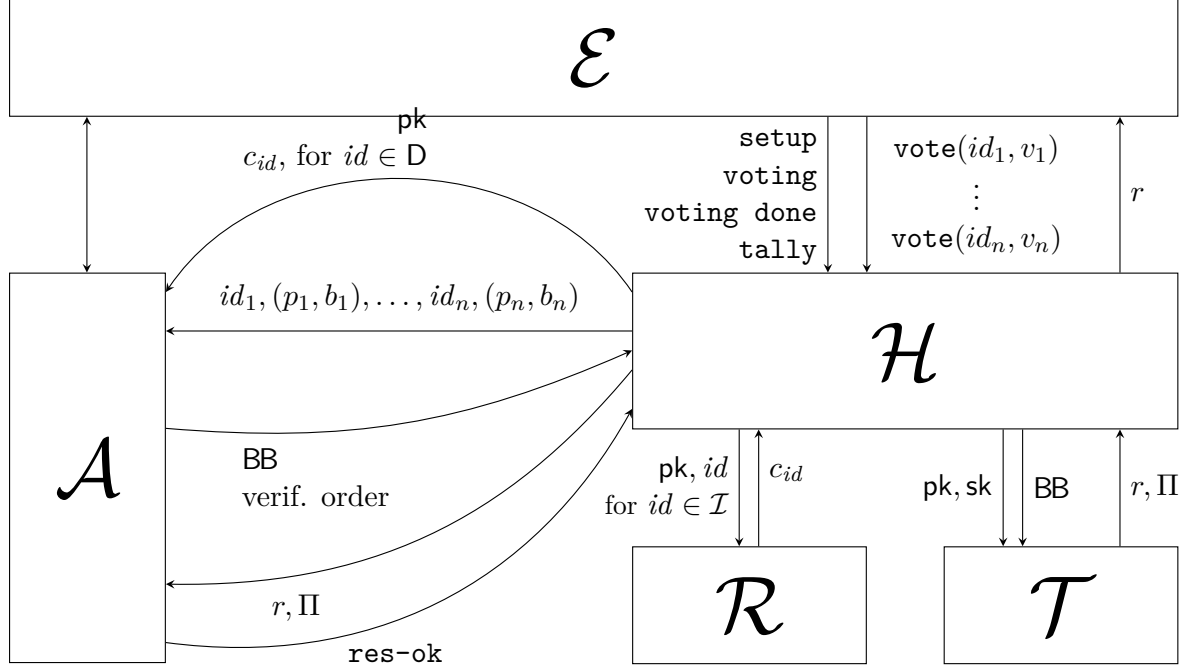 ℰ
pk
c_{id}, for id ∈ D
setup
voting
voting done
tally
vote(id_1, v_1)
⋮
vote(id_n, v_n)
r
id_1, (p_1, b_1), . . . , id_n, (p_n, b_n)
ℋ
𝒜
BB
verif. order
pk, id
for id ∈ ℐ
c_{id}
pk, sk
BB
r, Π
r, Π
res-ok
ℛ
𝒯